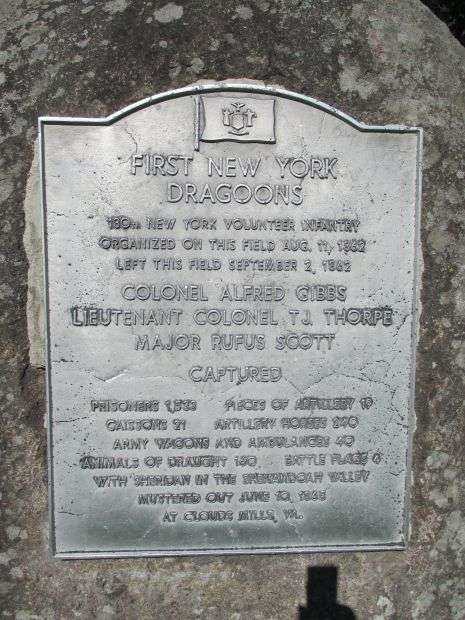 FIRST NEW YORK
DRAGOONS
130TH NEW YORK VOLUNTEER INFANTRY
ORGANIZED ON THIS FIELD AUG. 11, 1862
LEFT THIS FIELD SEPTEMBER 2, 1862
COLONEL ALFRED GIBBS
LIEUTENANT COLONEL T.J. THORPE
MAJOR RUFUS SCOTT
CAPTURED
PRISONERS 1,533 PIECES OF ARTILLERY 19
CAISSONS 21 ARTILLERY HORSES 240
ARMY WAGONS AND AMBULANCES 40
ANIMALS OF DRAUGHT 150 BATTLE FLAGS 4
WITH SHERIDAN IN THE SHENANDOAH VALLEY
MUSTERED OUT JUNE 10, 1865
AT CLOUDS MILLS, VA.